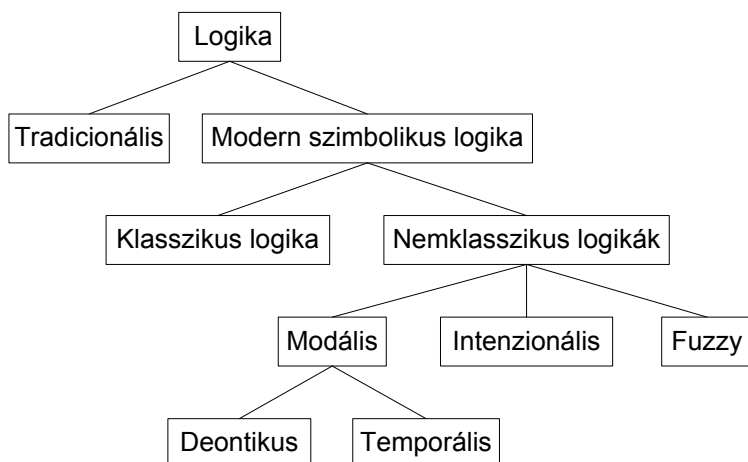 Logika
Tradicionális
Modern szimbolikus logika
Klasszikus logika
Nemklasszikus logikák
Modális
Intenzionális
Fuzzy
Deontikus
Temporális